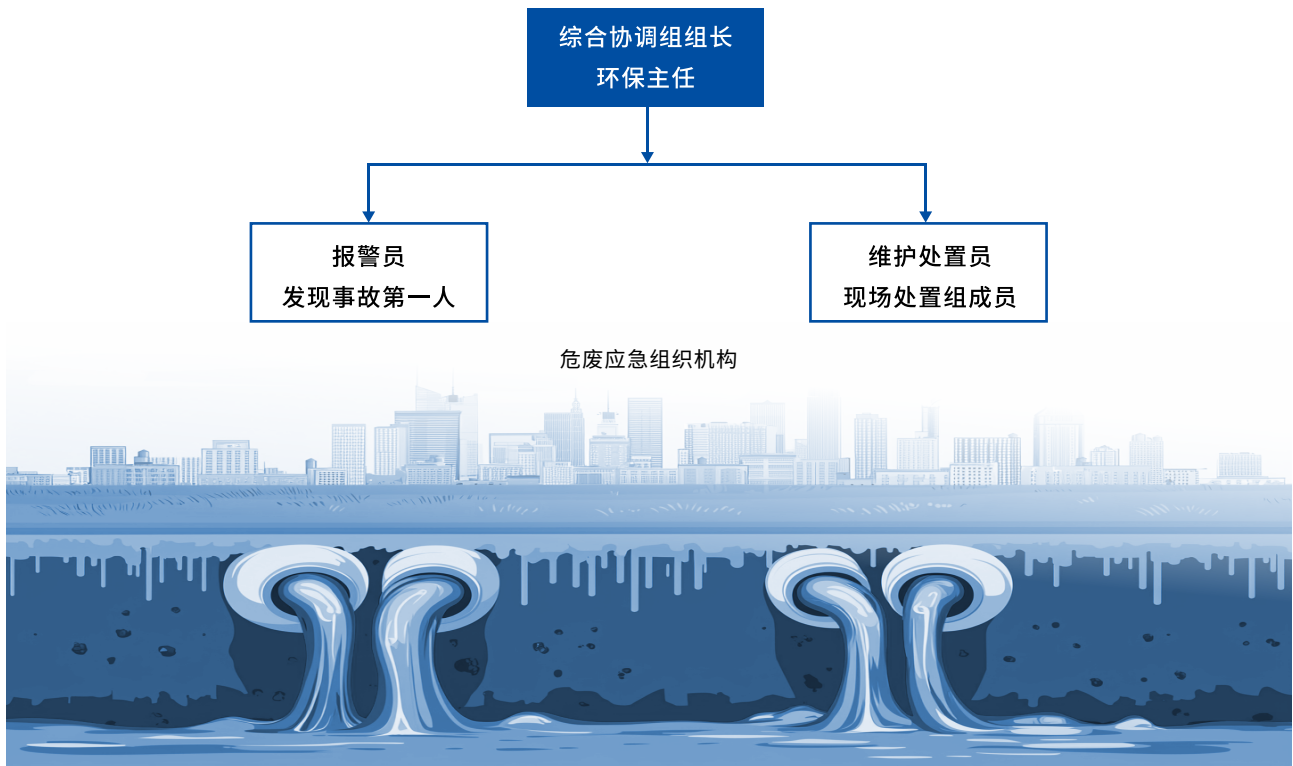 综合协调组组长
环保主任
报警员
发现事故第一人
维护处置员
现场处置组成员
危废应急组织机构